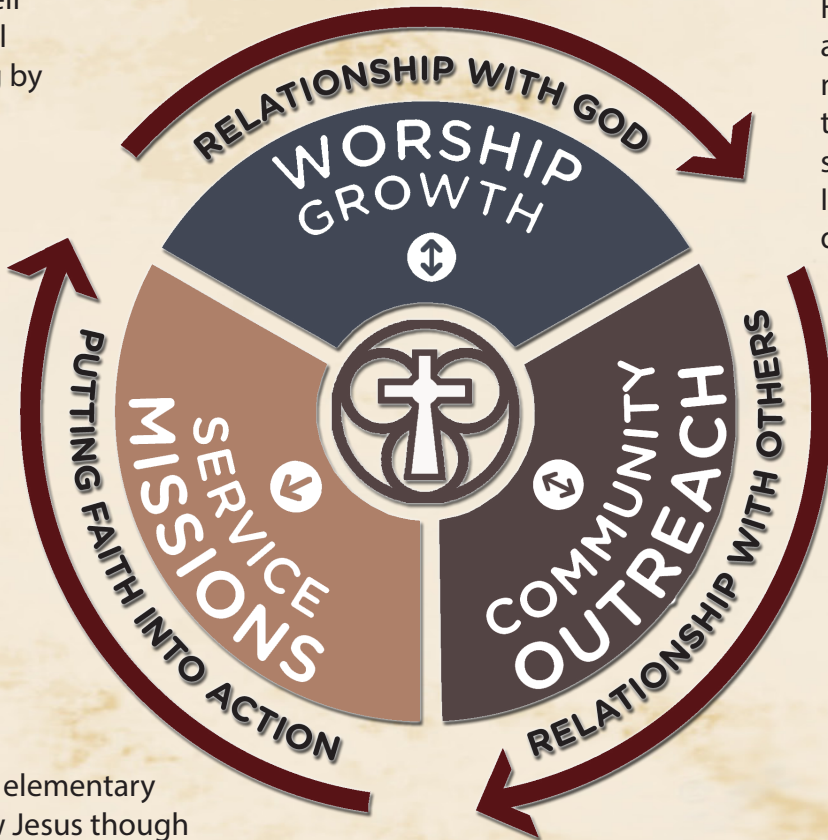 by
RELATIONSHIP WITH GOD
WORSHIP
GROWTH
RELATIONSHIP WITH OTHERS
COMMUNITY
OUTREACH
PUTTING FAITH INTO ACTION
SERVICE
MISSIONS
elementary
Jesus though